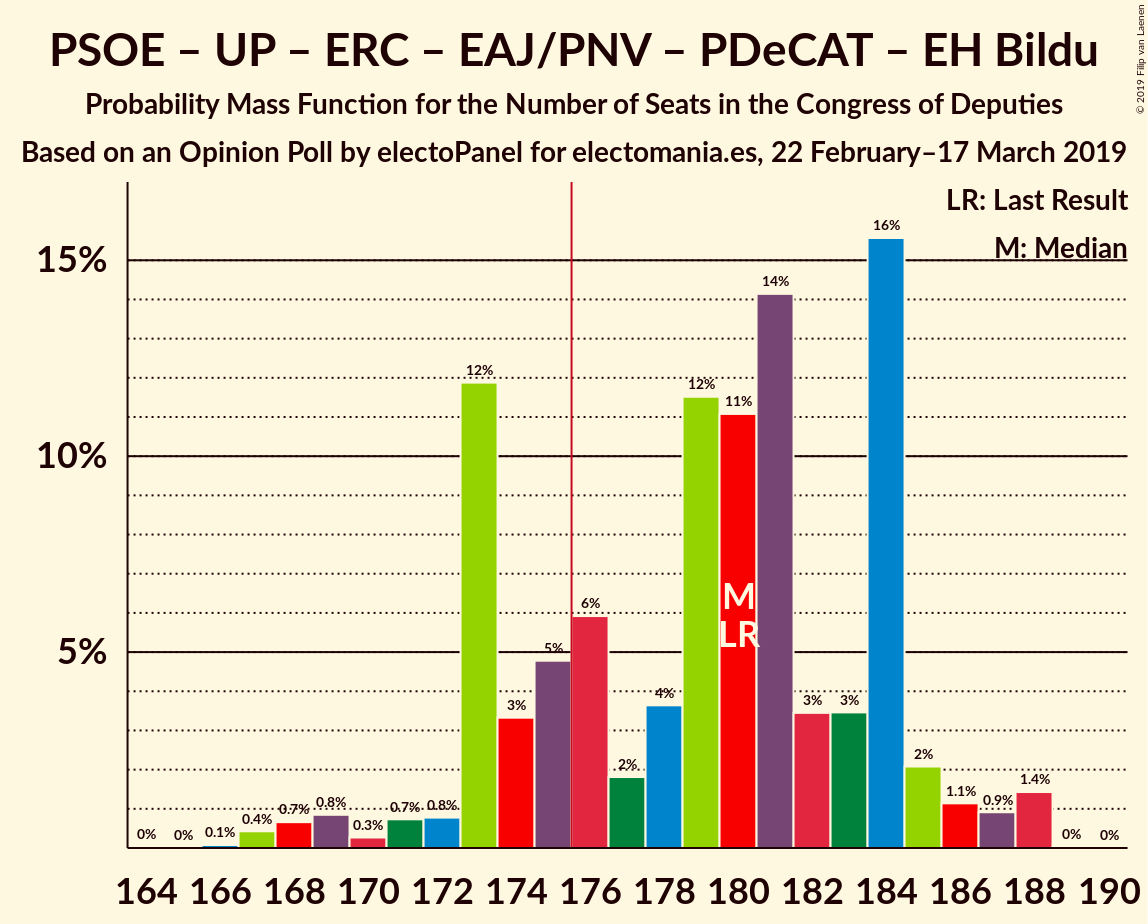 PSOE – UP – ERC – EAJ/PNV – PDeCAT – EH Bildu
Probability Mass Function for the Number of Seats in the Congress of Deputies
Based on an Opinion Poll by electoPanel for electomania.es, 22 February–17 March 2019
© 2019 Filip van Laenen
LR: Last Result
M: Median
15%
10%
5%
0% 0% 0.1% 0.4% 0.7% 0.8% 0.3% 0.7% 0.8% 12% 3% 5% 6% 2% 4% 12% 11% 14% 3% 3% 16% 2% 1.1% 0.9% 1.4% 0% 0%
M
LR
164 166 168 170 172 174 176 178 180 182 184 186 188 190